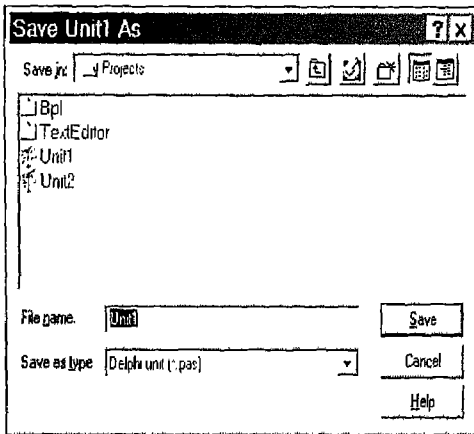 Save Unit1 As
Save in: Projects
Bpl
TextEditor
Unit1
Unit2
File name. Unit1 Save
Save as type Delphi unit (*.pas) Cancel
Help